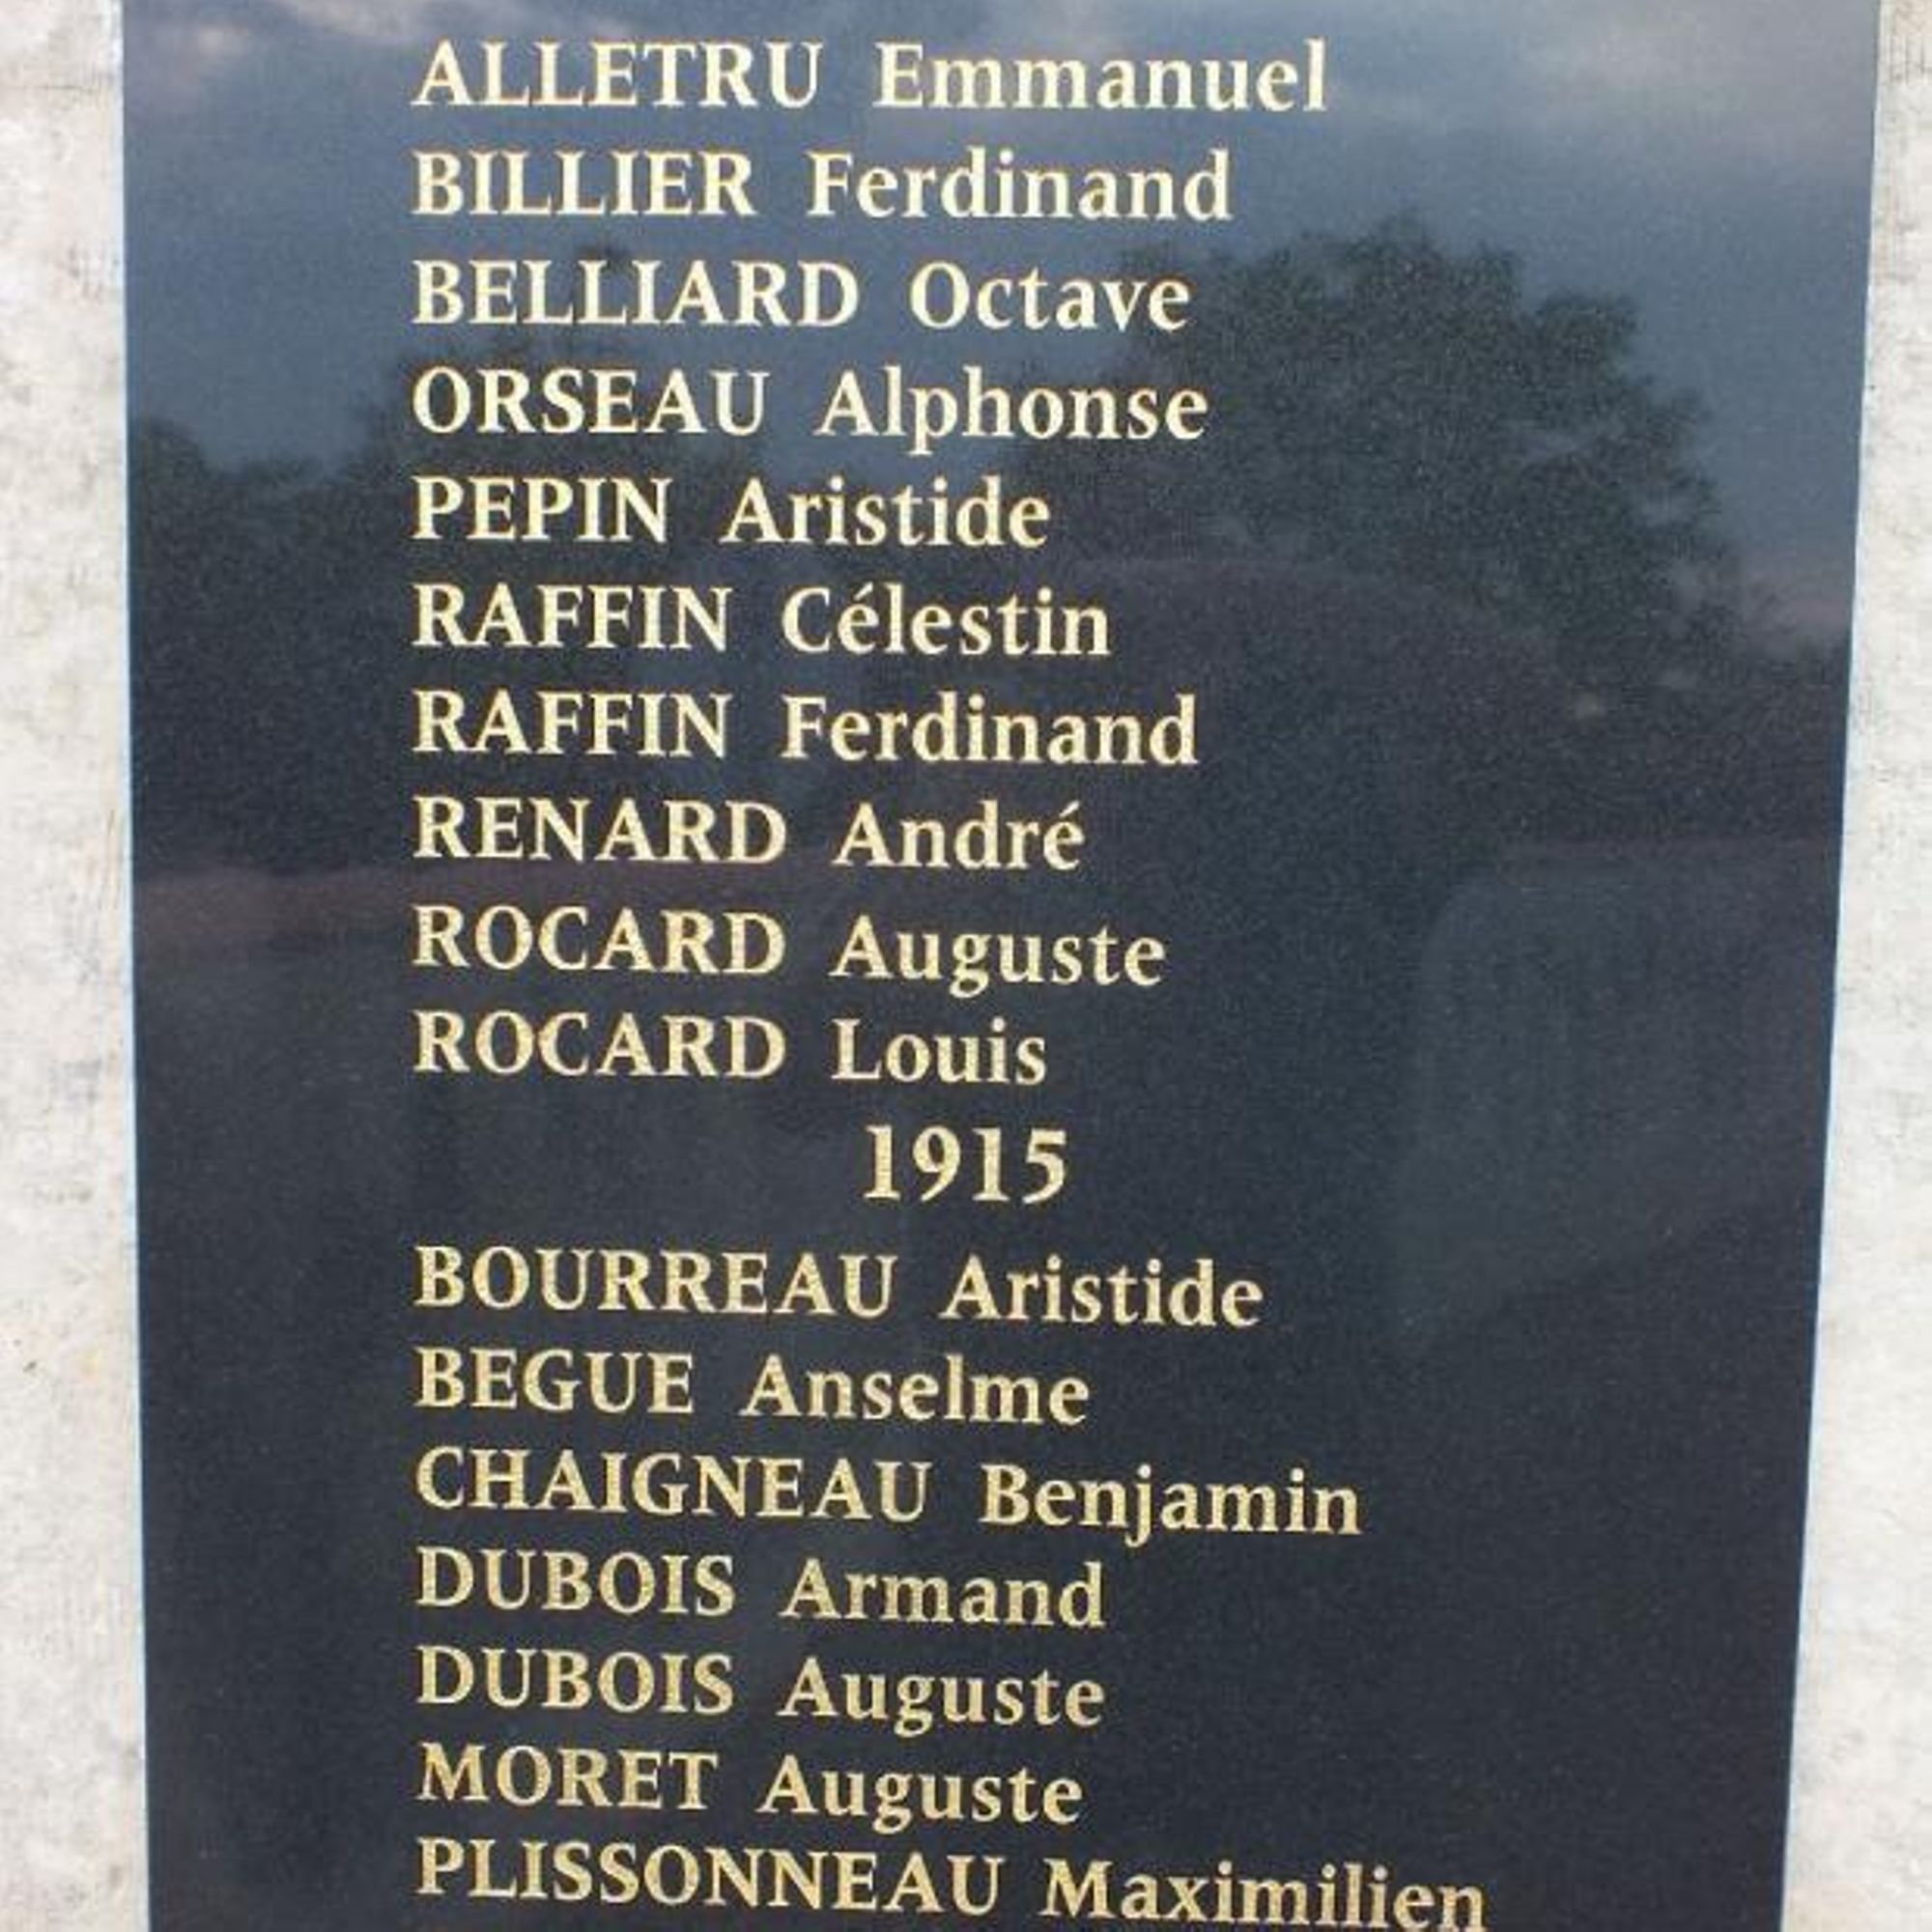 ALLETRU Emmanuel
BILLIER Ferdinand
BELLIARD Octave
ORSEAU Alphonse
PEPIN Aristide
RAFFIN Célestin
RAFFIN Ferdinand
RENARD André
ROCARD Auguste
ROCARD Louis
1915
BOURREAU Aristide
BEGUE Anselme
CHAIGNEAU Benjamin
DUBOIS Armand
DUBOIS Auguste
MORET Auguste
PLISSONNEAU Maximilien